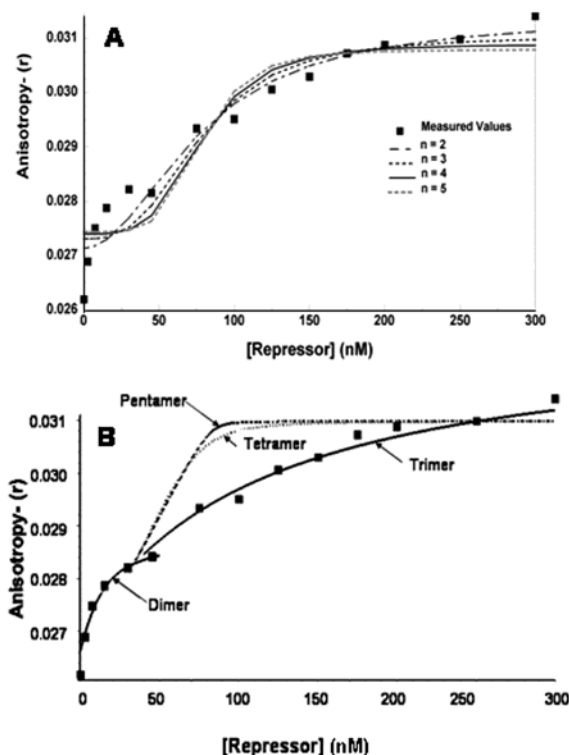 A
0.031
0.030
0.029
0.028
0.027
0.026
Anisotropy- (r)
Measured Values
n = 2
n = 3
n = 4
n = 5
0
50
100
150
200
250
300
[Repressor] (nM)
B
Pentamer
Tetramer
Trimer
Dimer
0.031
0.030
0.029
0.028
0.027
Anisotropy- (r)
0
50
100
150
200
250
300
[Repressor] (nM)